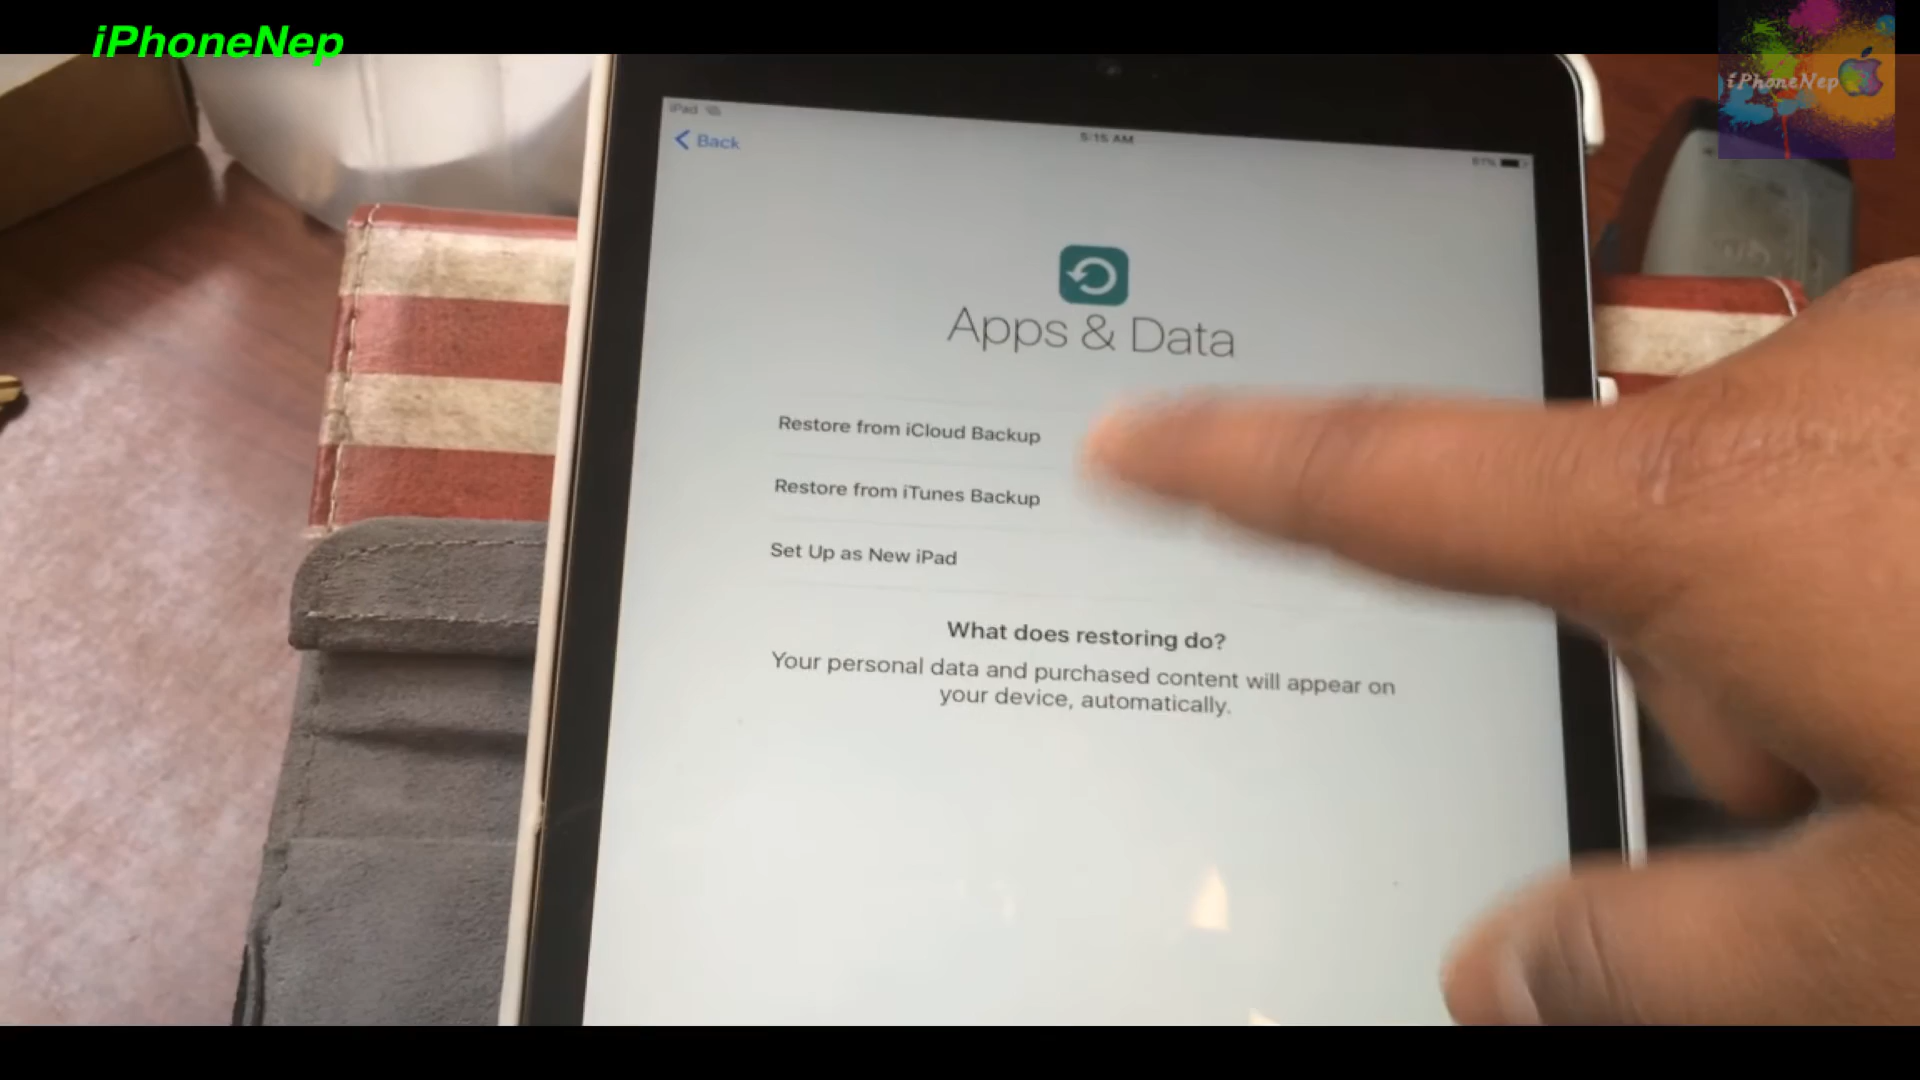 iPhoneNep
iPhoneNep
iPad
Back
5:15 AM
Apps & Data
Restore from iCloud Backup
Restore from iTunes Backup
Set Up as New iPad
What does restoring do?
Your personal data and purchased content will appear on
your device, automatically.